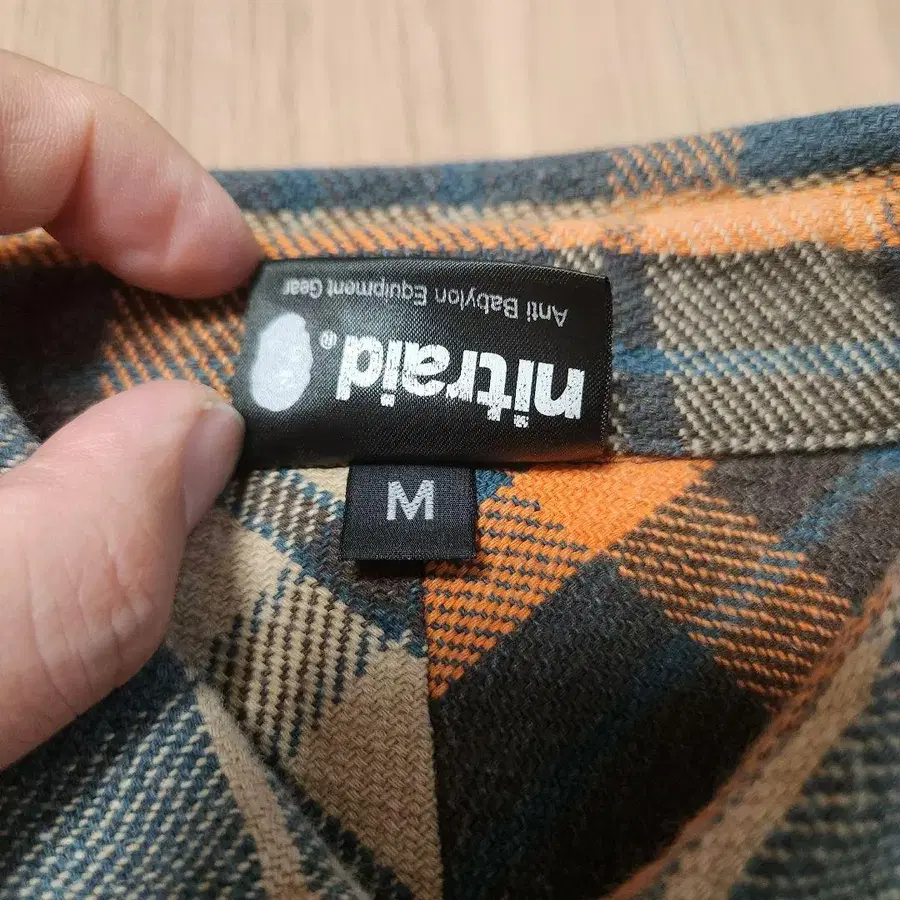 nitraid®
Anti Babylon Equipment Gear
M